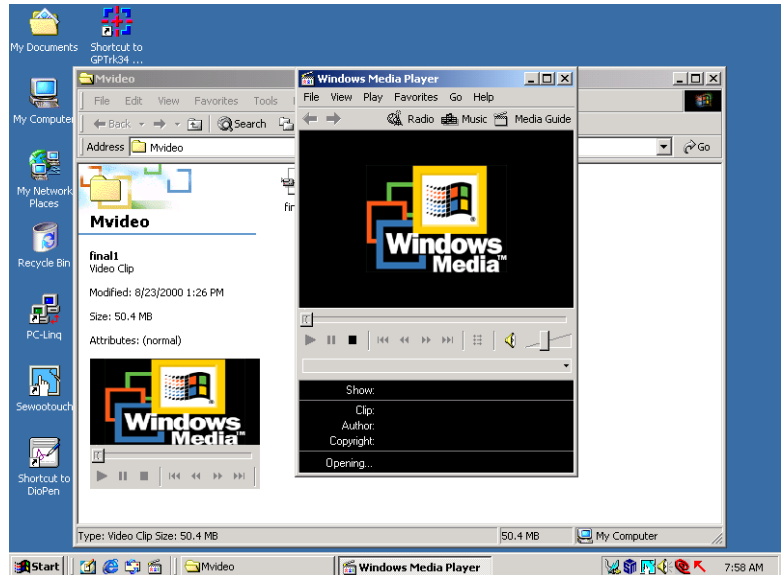 My Documents
Shortcut to
GPTrk34 ...
My Computer
My Network
Places
Recycle Bin
PC-Linq
Sewootouch
Shortcut to
DioPen
Mvideo
File Edit View Favorites Tools
Back
Search
Address Mvideo
Go
Mvideo
final1
Video Clip
Modified: 8/23/2000 1:26 PM
Size: 50.4 MB
Attributes: (normal)
Windows
Media™
Type: Video Clip Size: 50.4 MB
50.4 MB
My Computer
Windows Media Player
File View Play Favorites Go Help
Radio Music Media Guide
Windows
Media™
Show:
Clip:
Author:
Copyright:
Opening...
Start
Mvideo
Windows Media Player
7:58 AM